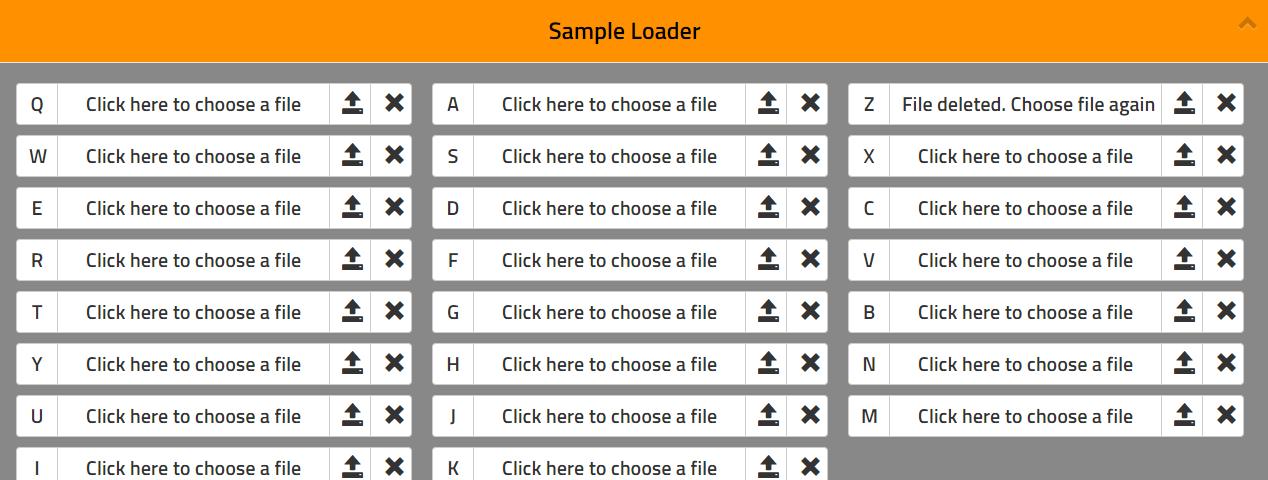 Sample Loader
Q Click here to choose a file
A Click here to choose a file
Z File deleted. Choose file again
W Click here to choose a file
S Click here to choose a file
X Click here to choose a file
E Click here to choose a file
D Click here to choose a file
C Click here to choose a file
R Click here to choose a file
F Click here to choose a file
V Click here to choose a file
T Click here to choose a file
G Click here to choose a file
B Click here to choose a file
Y Click here to choose a file
H Click here to choose a file
N Click here to choose a file
U Click here to choose a file
J Click here to choose a file
M Click here to choose a file
I Click here to choose a file
K Click here to choose a file